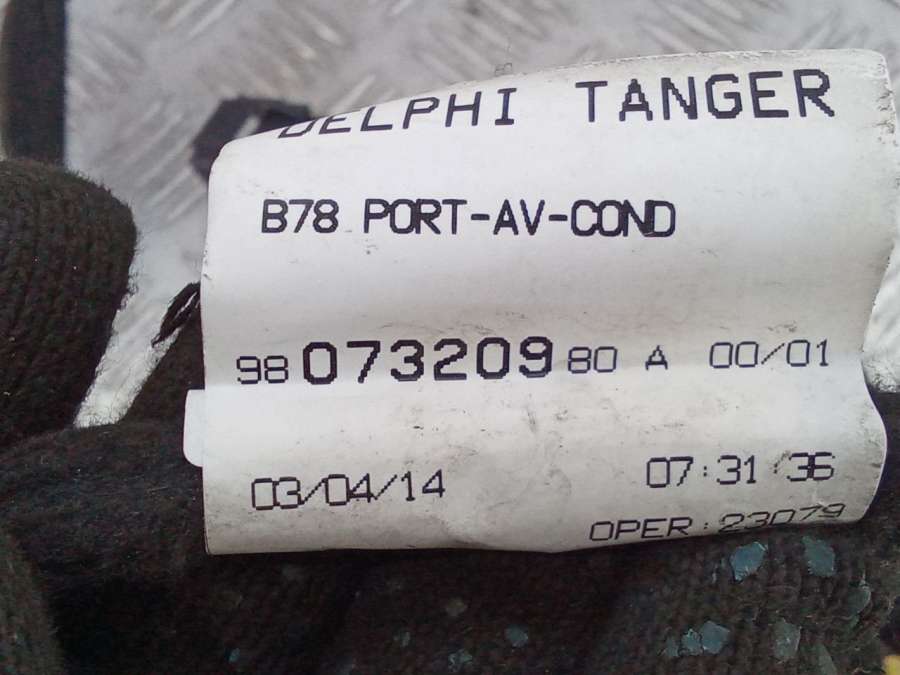 DELPHI TANGER
B78 PORT-AV-COND
98 073209 80 A 00/01
03/04/14 07:31:36
OPER:23079